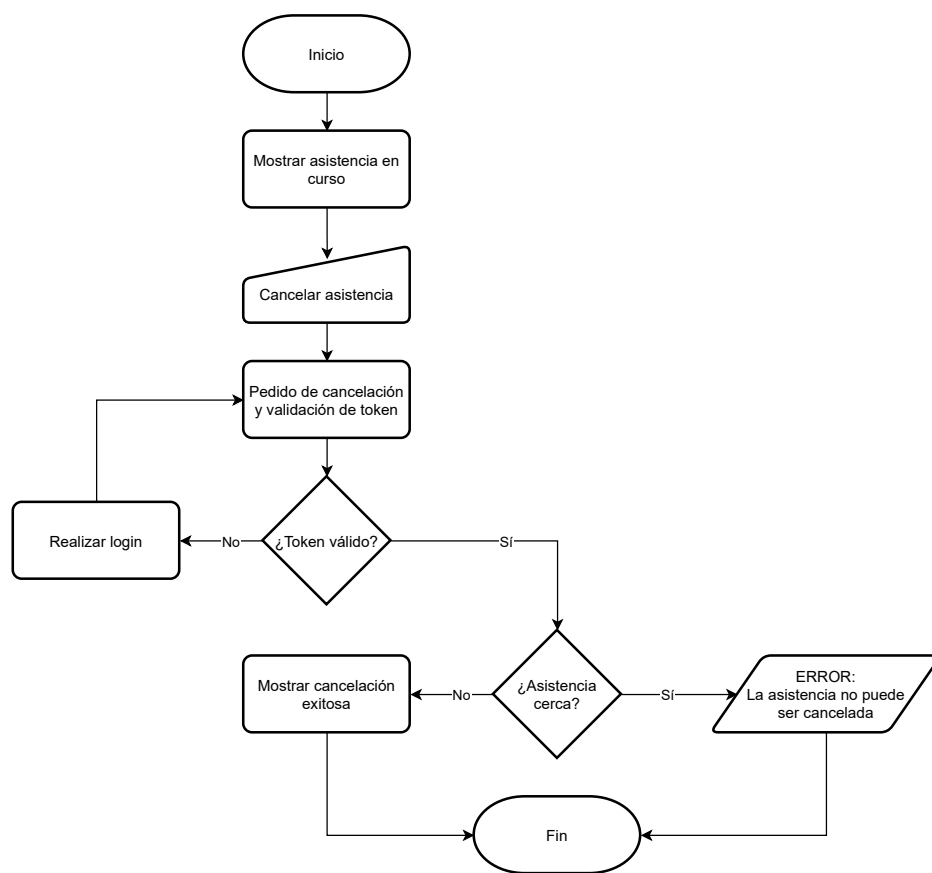 Inicio
Mostrar asistencia en
curso
Cancelar asistencia
Pedido de cancelación
y validación de token
Realizar login
No
¿Token válido?
Sí
Mostrar cancelación
exitosa
No
¿Asistencia
cerca?
Sí
ERROR:
La asistencia no puede
ser cancelada
Fin